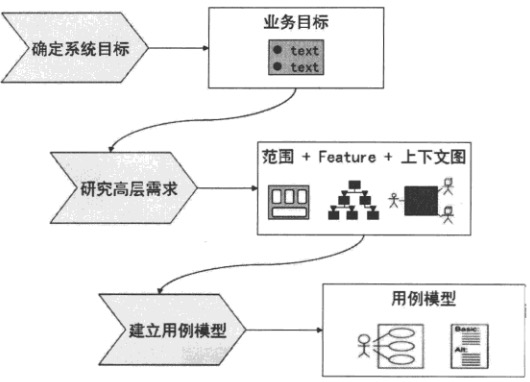 确定系统目标
业务目标
text
text
研究高层需求
范围 + Feature + 上下文图
建立用例模型
用例模型
Basic:
Alt: